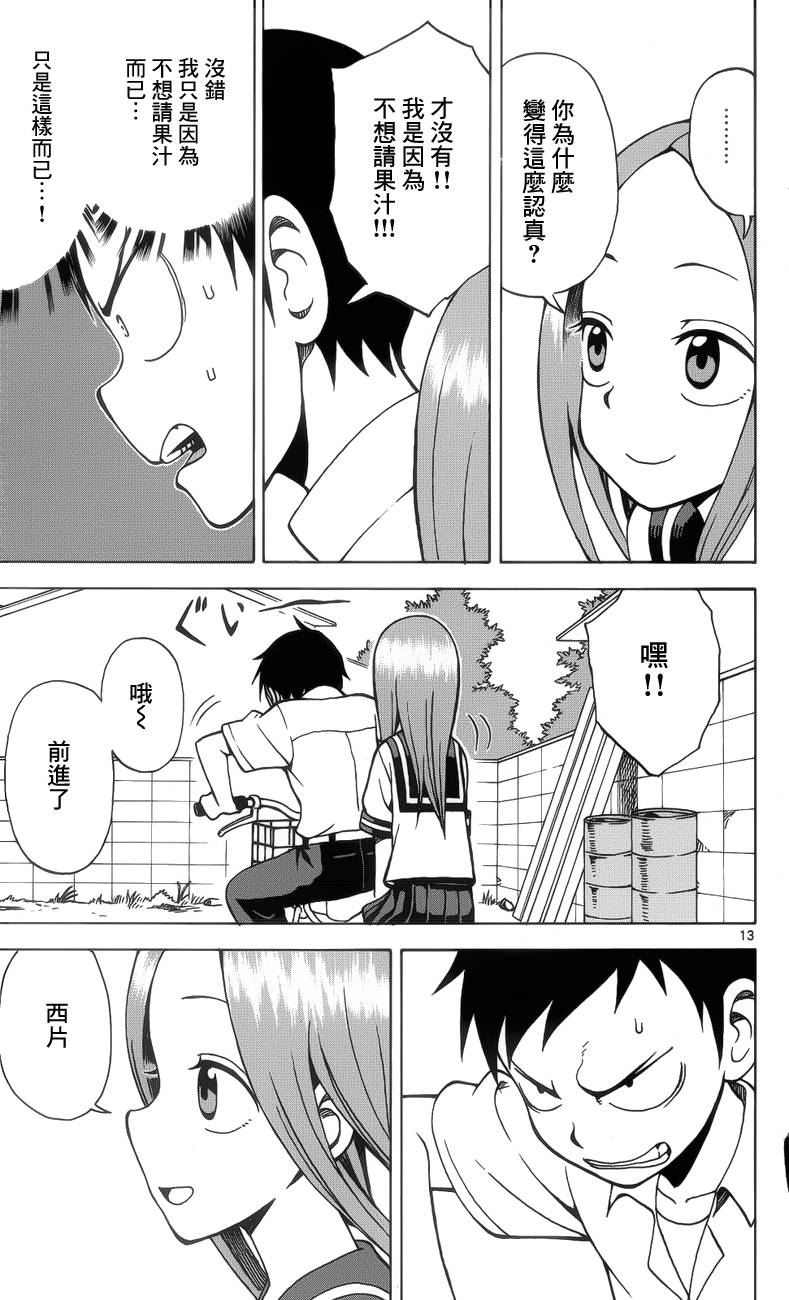 ………
你為什麼
變得這麼認真?
才沒有!!
我是因為
不想請果汁!!!
沒錯
我只是因為
不想請果汁
而已…
只是這樣而已…!
嘿!!
ぐい
哦~
前進了
13
西片